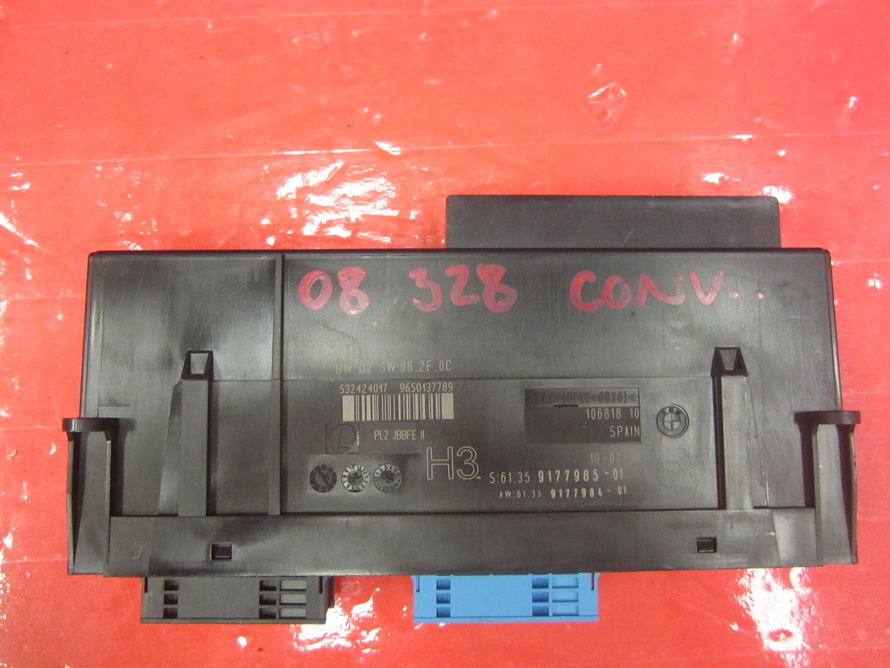 08 328 CONV..
HW:02 SW:08.2F.0C
532424017 9650137789
PL2 JBBFE II
106818 10
SPAIN
H3
S:61.35 9177985-01
AW:61 35 9177984-01